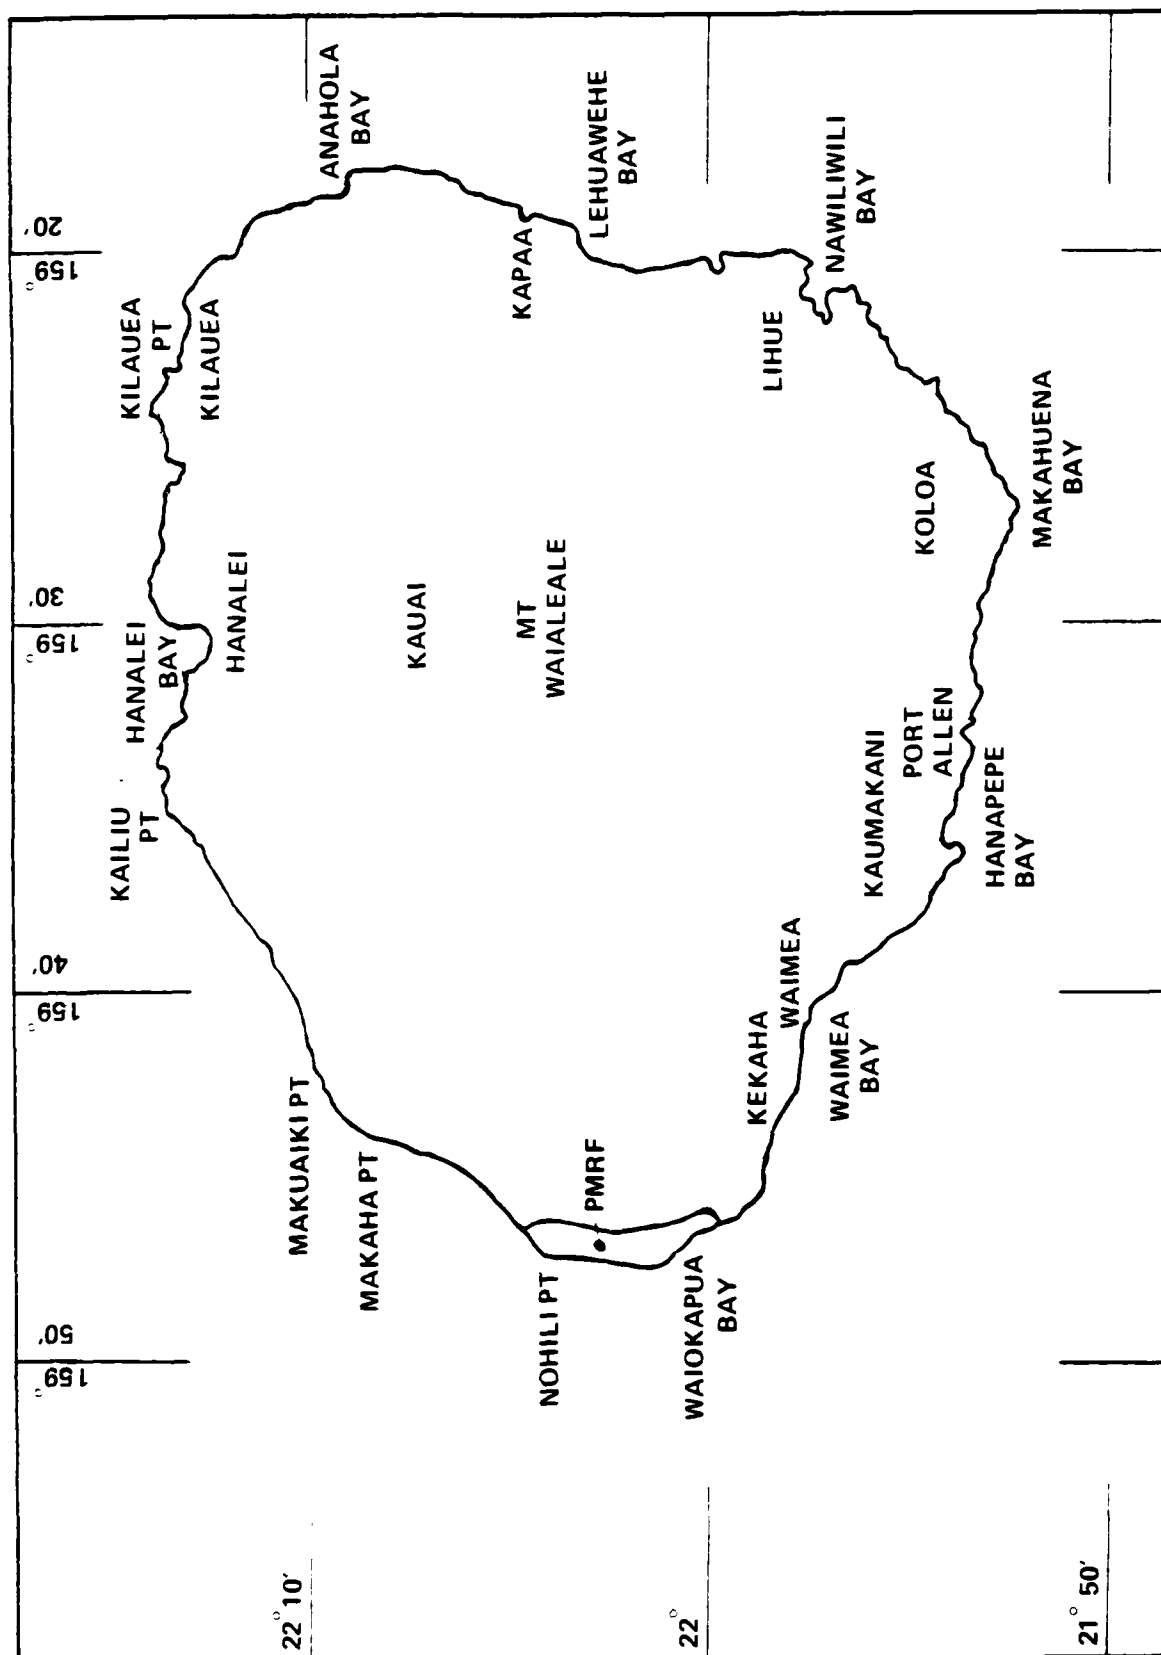 159° 50'
159° 40'
159° 30'
159° 20'
22° 10'
22°
21° 50'
KAILIU
PT
HANALEI
BAY
HANALEI
KILAUEA
PT
KILAUEA
ANAHOLA
BAY
MAKUAIKI PT
MAKAHA PT
KAUAI
KAPAA
LEHUAWEHE
BAY
NOHILI PT
PMRF
MT
WAIALEALE
WAIOKAPUA
BAY
KEKAHA
WAIMEA
WAIMEA
BAY
LIHUE
NAWILIWILI
BAY
KAUMAKANI
PORT
ALLEN
KOLOA
HANAPEPE
BAY
MAKAHUENA
BAY